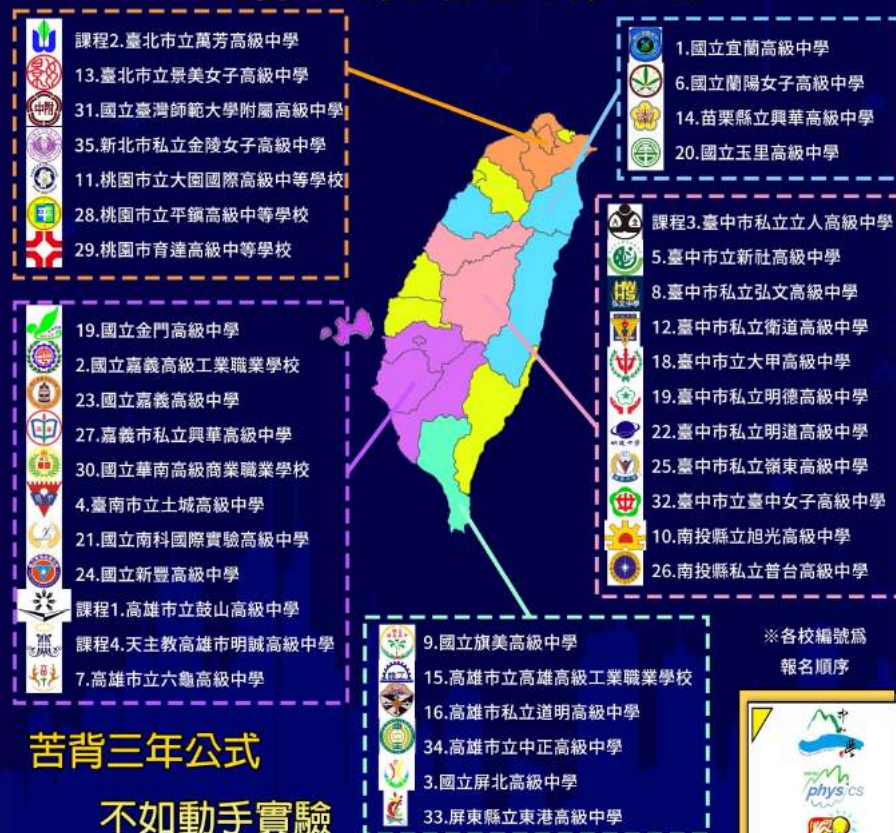 課程2.臺北市立萬芳高級中學
13.臺北市立景美女子高級中學
31.國立臺灣師範大學附屬高級中學
35.新北市私立金陵女子高級中學
11.桃園市立大園國際高級中等學校
28.桃園市立平鎮高級中等學校
29.桃園市育達高級中等學校
1.國立宜蘭高級中學
6.國立蘭陽女子高級中學
14.苗栗縣立興華高級中學
20.國立玉里高級中學
課程3.臺中市私立立人高級中學
5.臺中市立新社高級中學
8.臺中市私立弘文高級中學
12.臺中市私立衛道高級中學
18.臺中市立大甲高級中學
19.臺中市私立明德高級中學
22.臺中市私立明道高級中學
25.臺中市私立嶺東高級中學
32.臺中市立臺中女子高級中學
10.南投縣立旭光高級中學
26.南投縣私立普台高級中學
19.國立金門高級中學
2.國立嘉義高級工業職業學校
23.國立嘉義高級中學
27.嘉義市私立興華高級中學
30.國立華南高級商業職業學校
4.臺南市立土城高級中學
21.國立南科國際實驗高級中學
24.國立新豐高級中學
課程1.高雄市立鼓山高級中學
課程4.天主教高雄市明誠高級中學
7.高雄市立六龜高級中學
9.國立旗美高級中學
15.高雄市立高雄高級工業職業學校
16.高雄市私立道明高級中學
34.高雄市立中正高級中學
3.國立屏北高級中學
33.屏東縣立東港高級中學
※各校編號爲
報名順序
苦背三年公式
不如動手實驗
physics